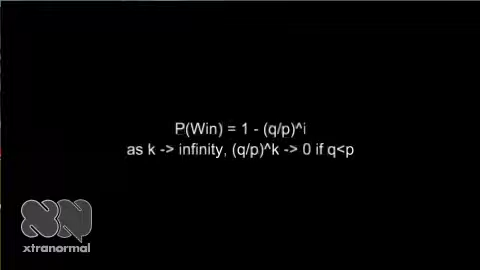 P(Win) = 1 - (q/p)^i
as k -> infinity, (q/p)^k -> 0 if q<p
xtranormal